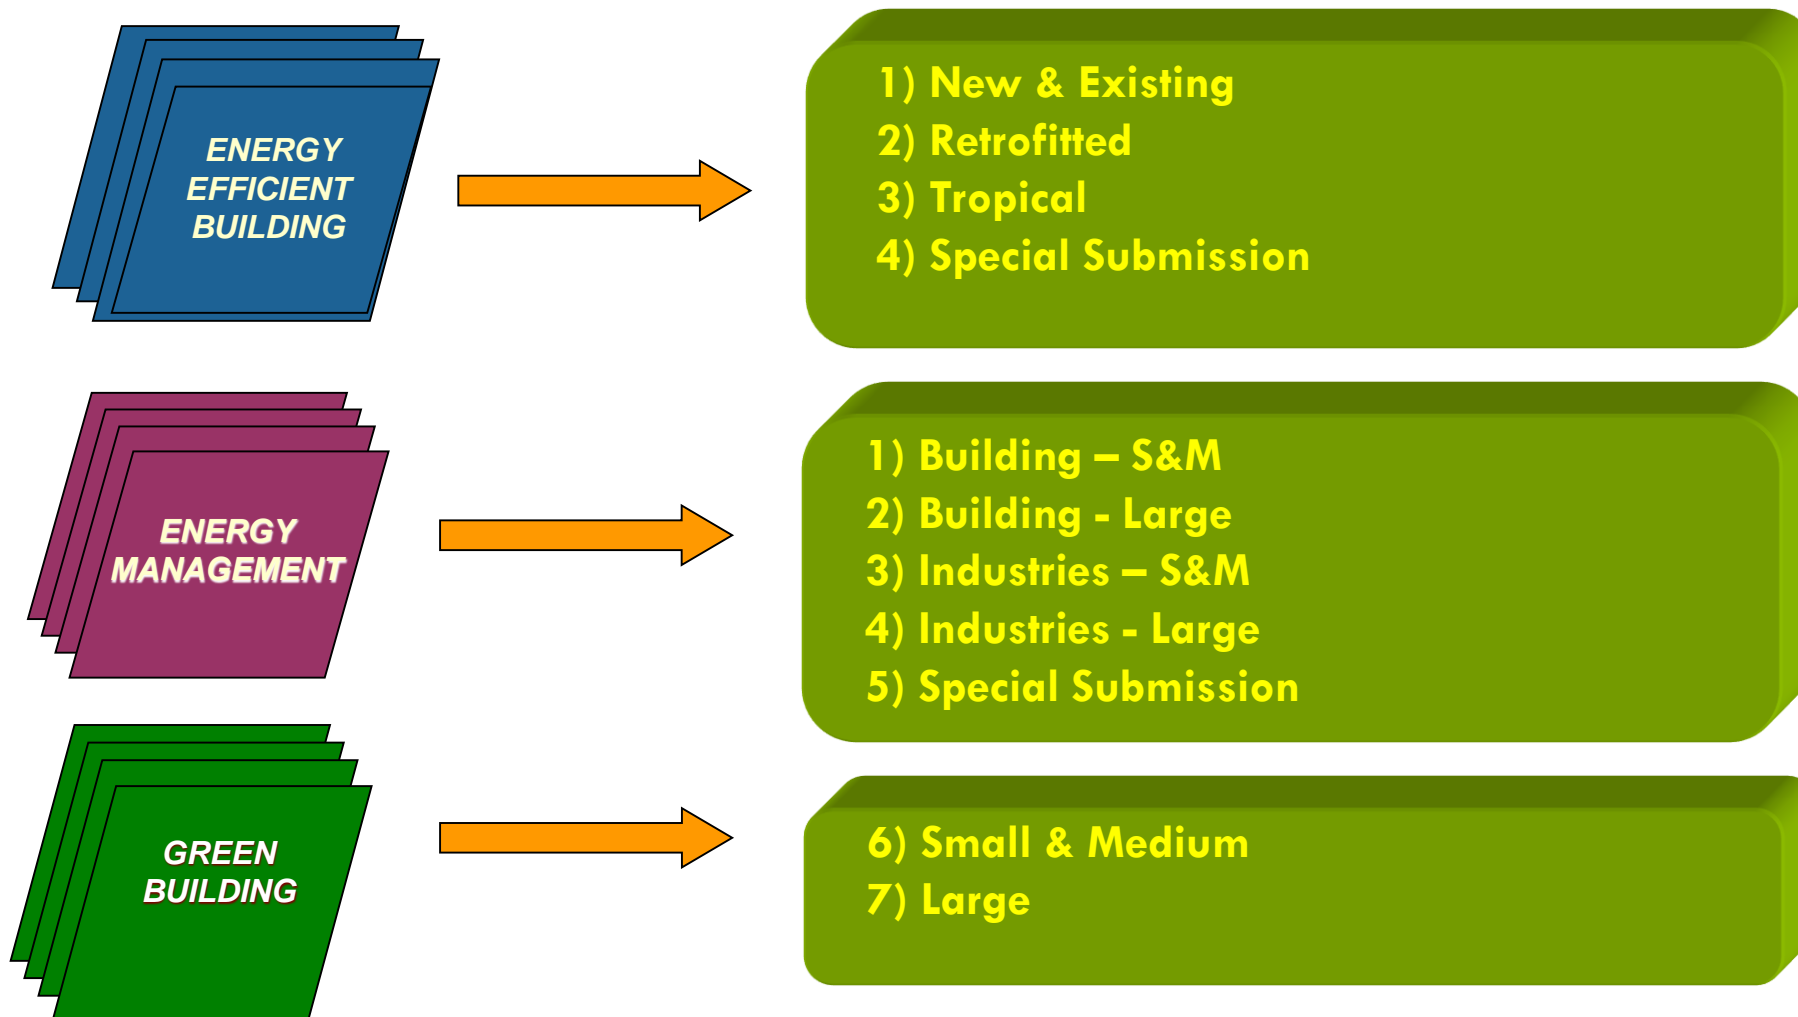 ENERGY
EFFICIENT
BUILDING
1) New & Existing
2) Retrofitted
3) Tropical
4) Special Submission
ENERGY
MANAGEMENT
1) Building – S&M
2) Building - Large
3) Industries – S&M
4) Industries - Large
5) Special Submission
GREEN
BUILDING
6) Small & Medium
7) Large